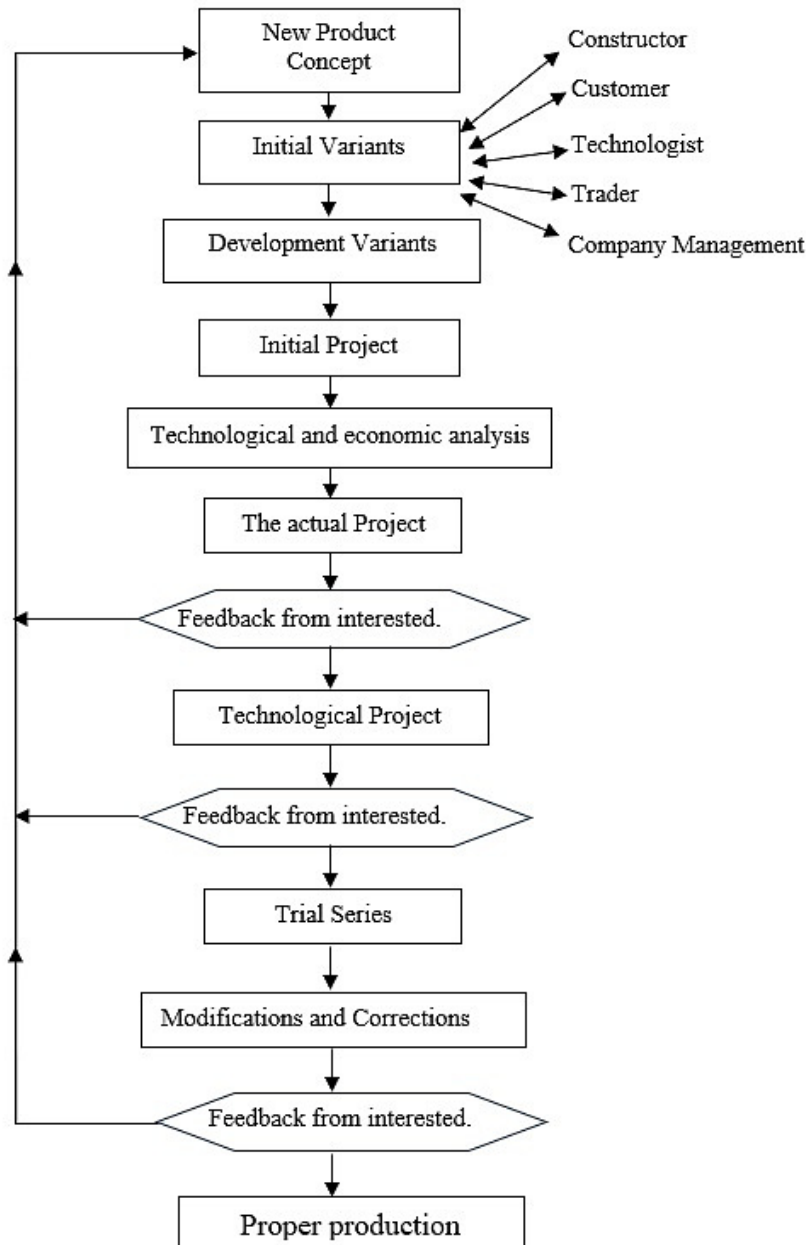 New Product
Concept
Constructor
Customer
Initial Variants
Technologist
Trader
Development Variants
Company Management
Initial Project
Technological and economic analysis
The actual Project
Feedback from interested.
Technological Project
Feedback from interested.
Trial Series
Modifications and Corrections
Feedback from interested.
Proper production